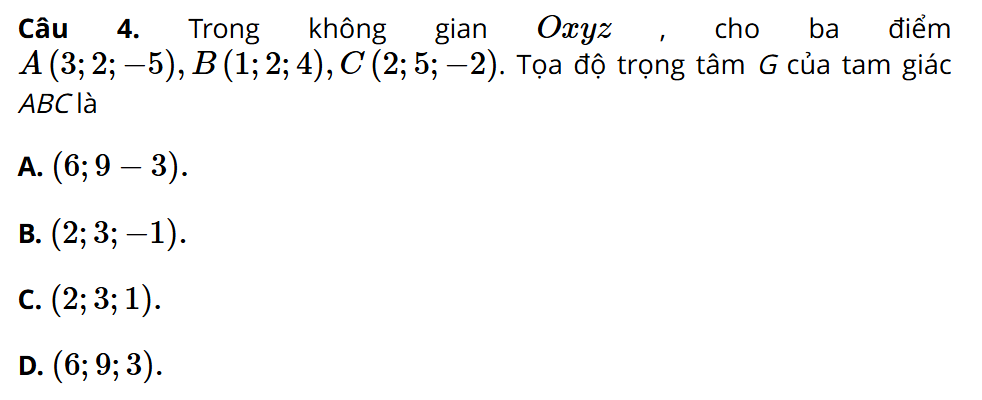 Câu 4. Trong không gian Oxyz , cho ba điểm
A (3; 2; −5), B (1; 2; 4), C (2; 5; −2). Tọa độ trọng tâm G của tam giác
ABC là
A. (6; 9 − 3).
B. (2; 3; −1).
C. (2; 3; 1).
D. (6; 9; 3).